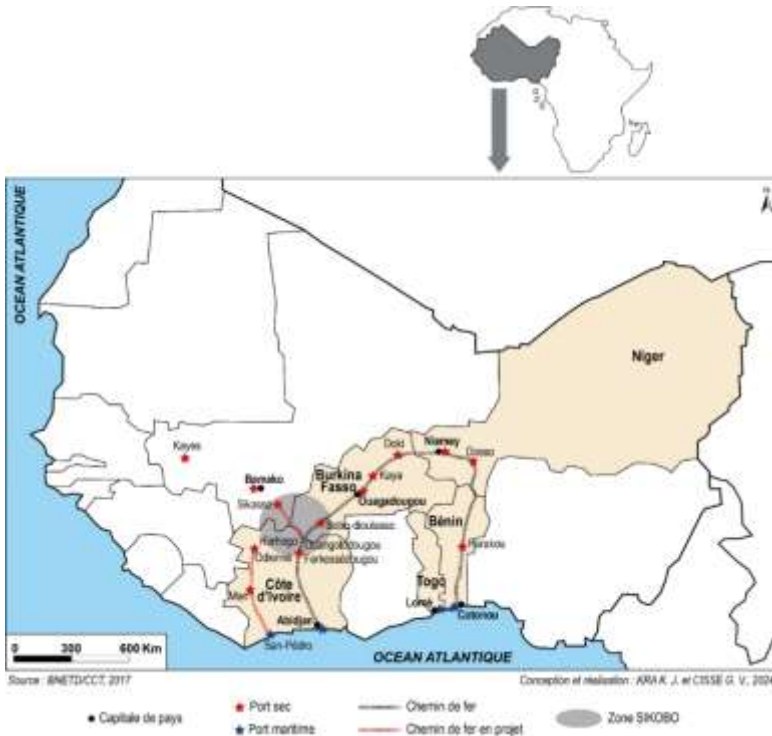 OCEAN ATLANTIQUE
N
Niger
Kayes
Bamako
Sikasso
Burkina
Fasso
Dori
Niamey
Dosso
Kaya
Ouagadougou
Bobo-dioulasso
Bénin
Parakou
Korhogo
Ouangolodougou
Odienné
Ferkessédougou
Man
Côte
d'Ivoire
Togo
Lomé
Cotonou
Abidjan
San-Pédro
0 300 600 Km
OCEAN ATLANTIQUE
Source : BNETD/CCT, 2017
Conception et réalisation : KRA K. J. et CISSE G. V., 2024
Capitale de pays
Port sec
Port maritime
Chemin de fer
Chemin de fer en projet
Zone SIKOBO